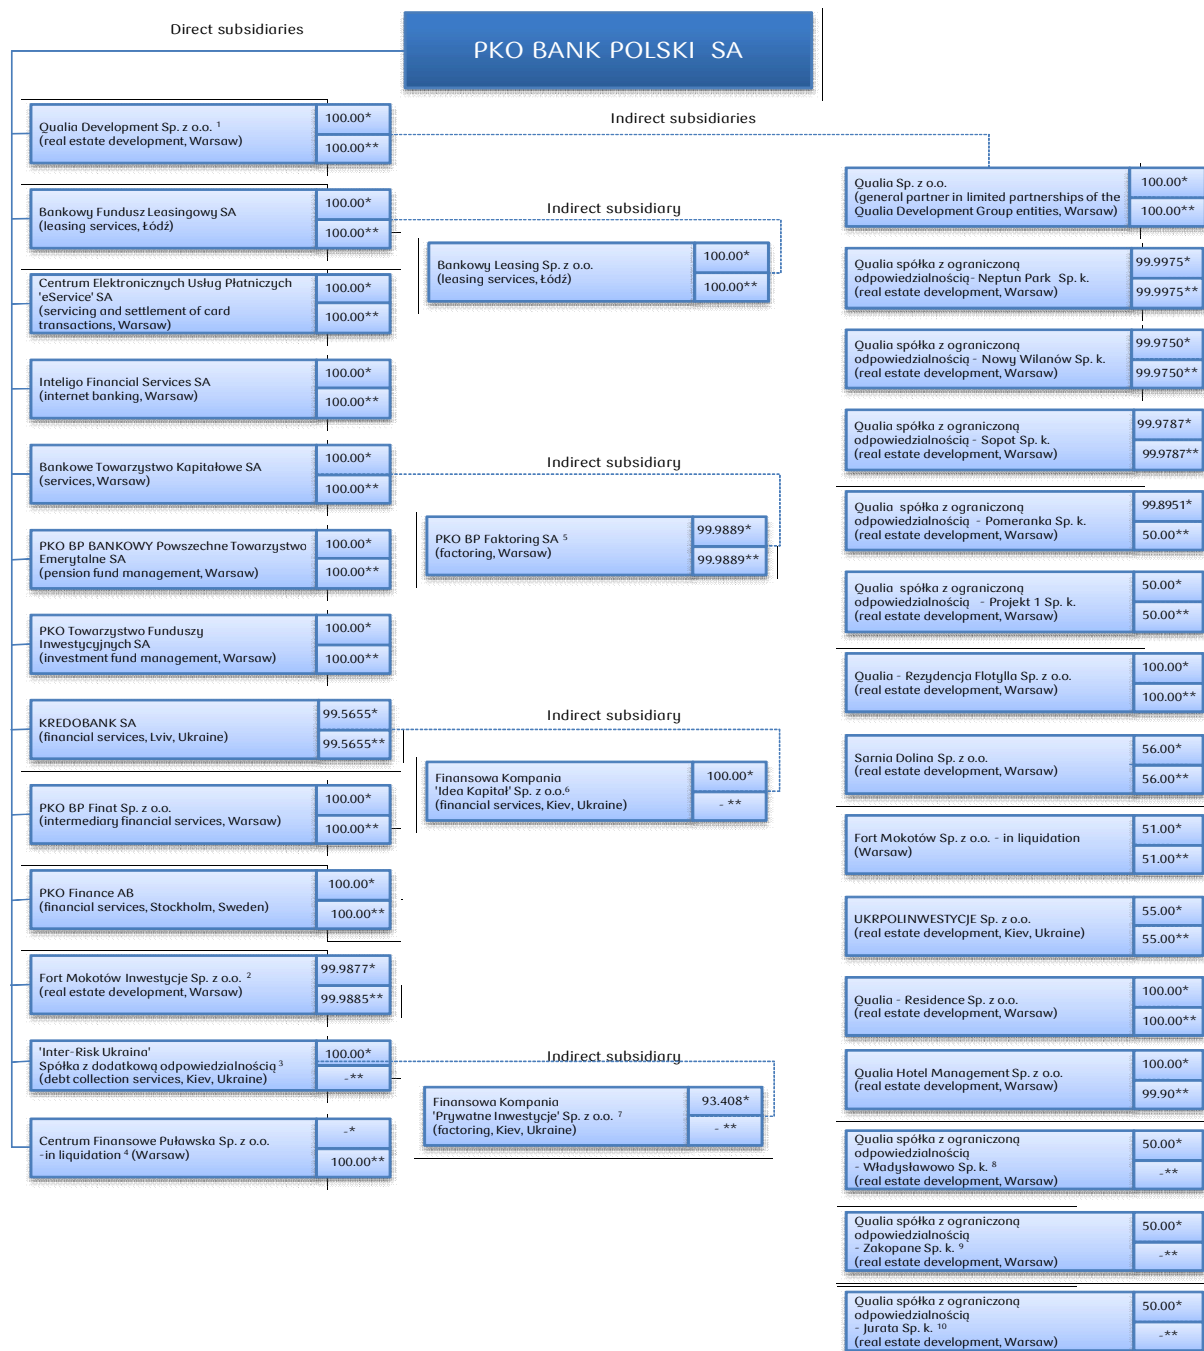 Direct subsidiaries
PKO BANK POLSKI SA
Qualia Development Sp. z o.o. ¹
(real estate development, Warsaw)
100.00*
100.00**
Bankowy Fundusz Leasingowy SA
(leasing services, Łódź)
100.00*
100.00**
Centrum Elektronicznych Usług Płatniczych
'eService' SA
(servicing and settlement of card
transactions, Warsaw)
100.00*
100.00**
Inteligo Financial Services SA
(internet banking, Warsaw)
100.00*
100.00**
Bankowe Towarzystwo Kapitałowe SA
(services, Warsaw)
100.00*
100.00**
PKO BP BANKOWY Powszechne Towarzystwo
Emerytalne SA
(pension fund management, Warsaw)
100.00*
100.00**
PKO Towarzystwo Funduszy
Inwestycyjnych SA
(investment fund management, Warsaw)
100.00*
100.00**
KREDOBANK SA
(financial services, Lviv, Ukraine)
99.5655*
99.5655**
PKO BP Finat Sp. z o.o.
(intermediary financial services, Warsaw)
100.00*
100.00**
PKO Finance AB
(financial services, Stockholm, Sweden)
100.00*
100.00**
Fort Mokotów Inwestycje Sp. z o.o. ²
(real estate development, Warsaw)
99.9877*
99.9885**
'Inter-Risk Ukraina'
Spółka z dodatkową odpowiedzialnością ³
(debt collection services, Kiev, Ukraine)
100.00*
-**
Centrum Finansowe Puławska Sp. z o.o.
-in liquidation ⁴ (Warsaw)
-*
100.00**
Indirect subsidiary
Bankowy Leasing Sp. z o.o.
(leasing services, Łódź)
100.00*
100.00**
Indirect subsidiary
PKO BP Faktoring SA ⁵
(factoring, Warsaw)
99.9889*
99.9889**
Indirect subsidiary
Finansowa Kompania
'Idea Kapitał' Sp. z o.o.⁶
(financial services, Kiev, Ukraine)
100.00*
- **
Indirect subsidiary
Finansowa Kompania
'Prywatne Inwestycje' Sp. z o.o. ⁷
(factoring, Kiev, Ukraine)
93.408*
- **
Indirect subsidiaries
Qualia Sp. z o.o.
(general partner in limited partnerships of the
Qualia Development Group entities, Warsaw)
100.00*
100.00**
Qualia spółka z ograniczoną
odpowiedzialnością- Neptun Park Sp. k.
(real estate development, Warsaw)
99.9975*
99.9975**
Qualia spółka z ograniczoną
odpowiedzialnością - Nowy Wilanów Sp. k.
(real estate development, Warsaw)
99.9750*
99.9750**
Qualia spółka z ograniczoną
odpowiedzialnością - Sopot Sp. k.
(real estate development, Warsaw)
99.9787*
99.9787**
Qualia spółka z ograniczoną
odpowiedzialnością - Pomeranka Sp. k.
(real estate development, Warsaw)
99.8951*
50.00**
Qualia spółka z ograniczoną
odpowiedzialnością - Projekt 1 Sp. k.
(real estate development, Warsaw)
50.00*
50.00**
Qualia - Rezydencja Flotylla Sp. z o.o.
(real estate development, Warsaw)
100.00*
100.00**
Sarnia Dolina Sp. z o.o.
(real estate development, Warsaw)
56.00*
56.00**
Fort Mokotów Sp. z o.o. - in liquidation
(Warsaw)
51.00*
51.00**
UKRPOLINWESTYCJE Sp. z o.o.
(real estate development, Kiev, Ukraine)
55.00*
55.00**
Qualia - Residence Sp. z o.o.
(real estate development, Warsaw)
100.00*
100.00**
Qualia Hotel Management Sp. z o.o.
(real estate development, Warsaw)
100.00*
99.90**
Qualia spółka z ograniczoną
odpowiedzialnością
- Władysławowo Sp. k. ⁸
(real estate development, Warsaw)
50.00*
-**
Qualia spółka z ograniczoną
odpowiedzialnością
- Zakopane Sp. k. ⁹
(real estate development, Warsaw)
50.00*
-**
Qualia spółka z ograniczoną
odpowiedzialnością
- Jurata Sp. k. ¹⁰
(real estate development, Warsaw)
50.00*
-**